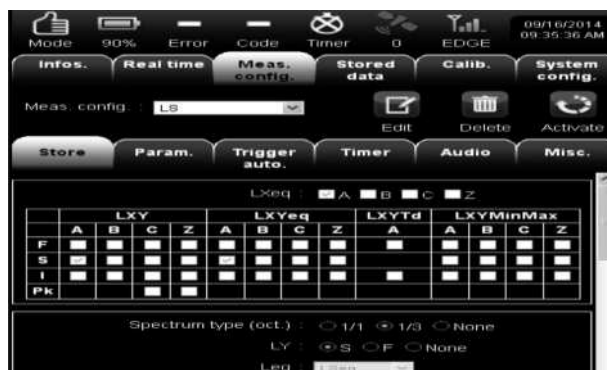 09/16/2014
09:35:36 AM
Mode 90% Error Code Timer 0 EDGE
Infos. Real time Meas. config. Stored data Calib. System config.
Meas. config. : LS
Edit Delete Activate
Store Param. Trigger auto. Timer Audio Misc.
LXeq : A B C Z
LXY LXYeq LXYTd LXYMinMax
A B C Z A B C Z A A B C Z
F
S
I
Pk
Spectrum type (oct.) : 1/1 1/3 None
LY : S F None
Leq :